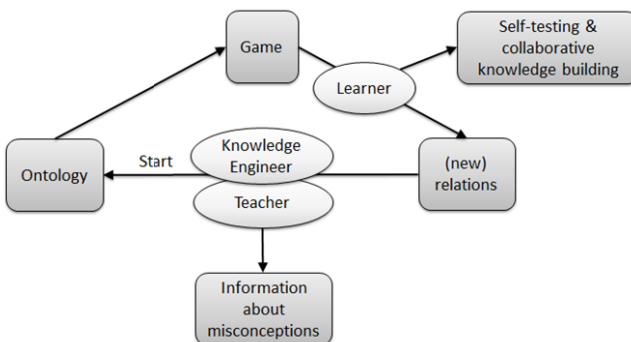 Game
Self-testing &
collaborative
knowledge building
Learner
Ontology
Start
Knowledge
Engineer
Teacher
(new)
relations
Information
about
misconceptions